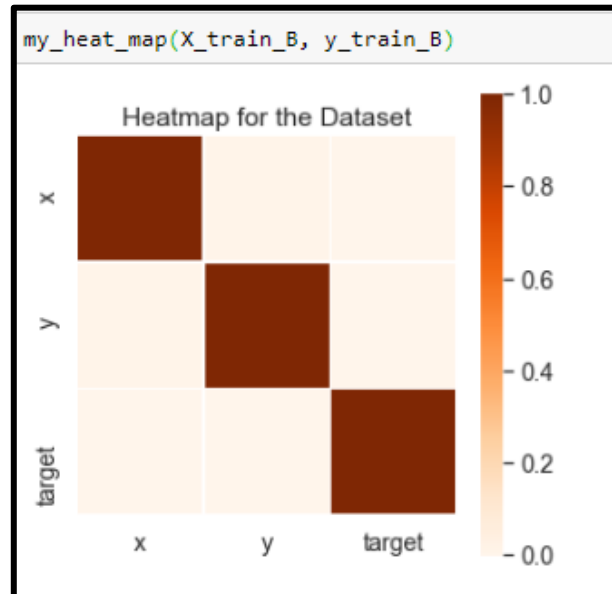 my_heat_map(X_train_B, y_train_B)
Heatmap for the Dataset
x
y
target
x y target
1.0
0.8
0.6
0.4
0.2
0.0